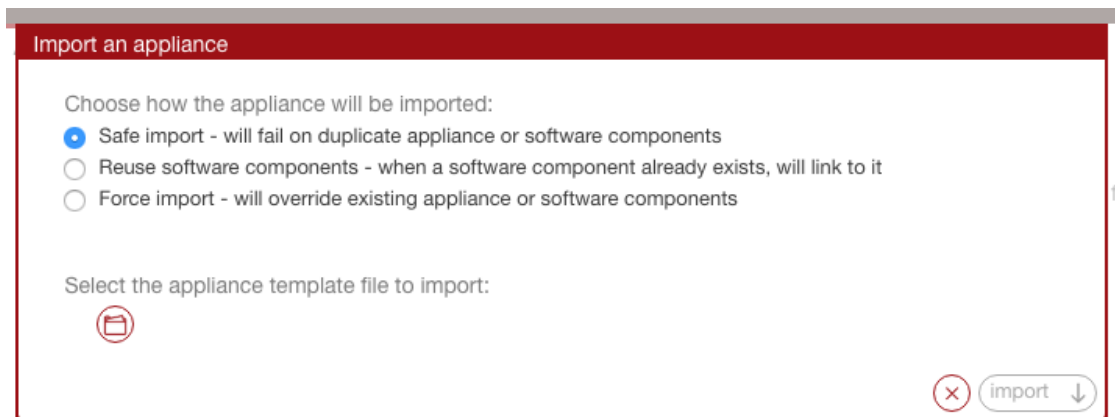 Import an appliance
Choose how the appliance will be imported:
Safe import - will fail on duplicate appliance or software components
Reuse software components - when a software component already exists, will link to it
Force import - will override existing appliance or software components
Select the appliance template file to import:
import